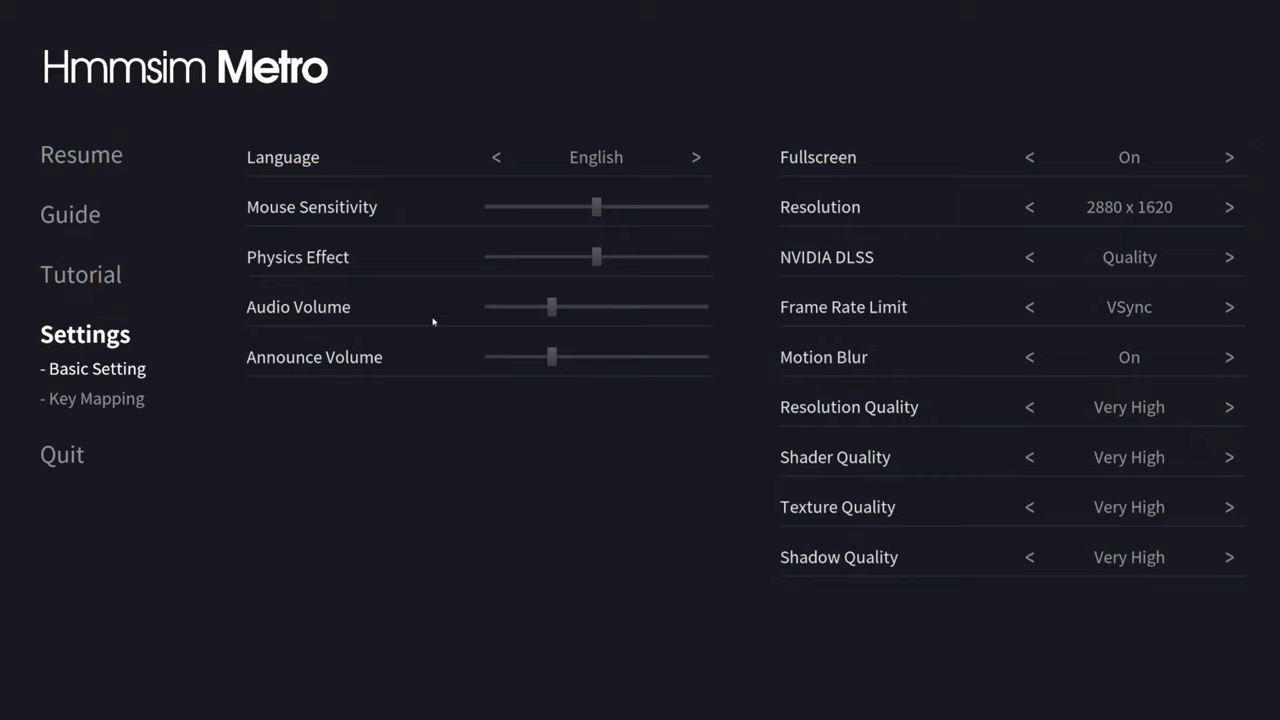 Hmmsim Metro
Resume
Guide
Tutorial
Settings
- Basic Setting
- Key Mapping
Quit
Language < English >
Mouse Sensitivity
Physics Effect
Audio Volume
Announce Volume
Fullscreen < On >
Resolution < 2880 x 1620 >
NVIDIA DLSS < Quality >
Frame Rate Limit < VSync >
Motion Blur < On >
Resolution Quality < Very High >
Shader Quality < Very High >
Texture Quality < Very High >
Shadow Quality < Very High >